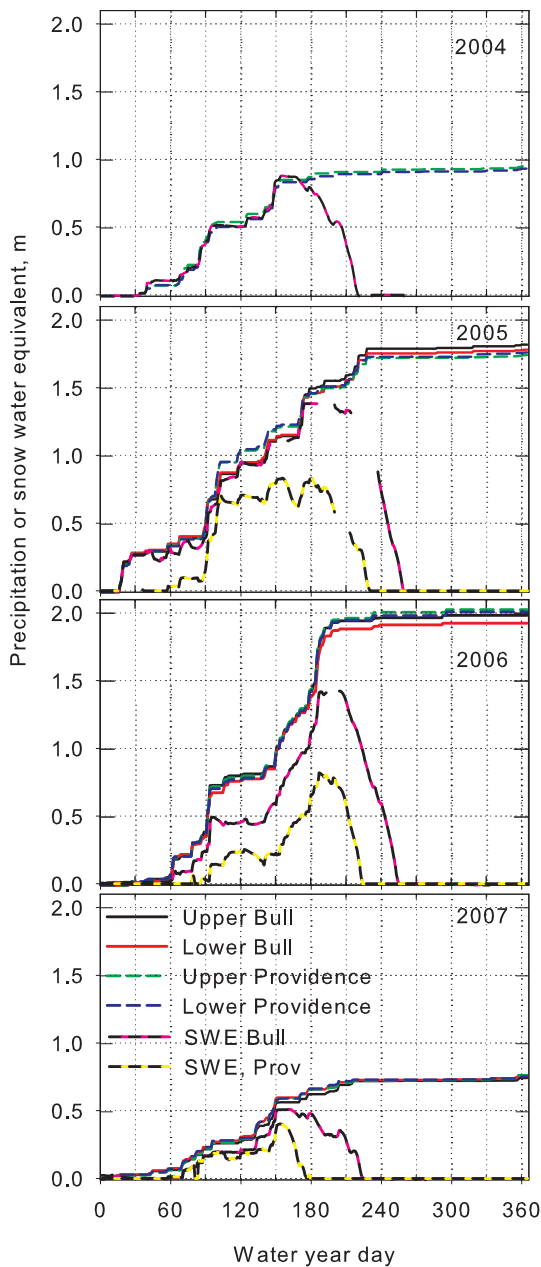 2.0
2004
1.5
1.0
0.5
0.0
2.0
2005
1.5
1.0
0.5
0.0
2.0
2006
1.5
1.0
0.5
0.0
2.0
2007
1.5
1.0
0.5
0.0
Upper Bull
Lower Bull
Upper Providence
Lower Providence
SWE Bull
SWE, Prov
0 60 120 180 240 300 360
Water year day
Precipitation or snow water equivalent, m